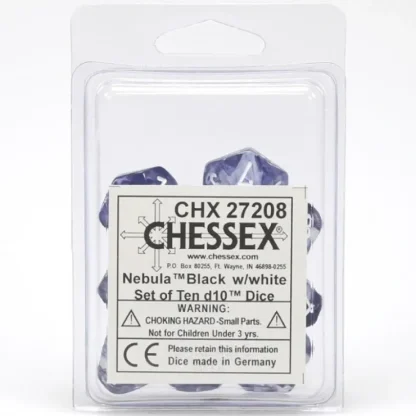 CHX 27208
CHESSEX®
www.chessex.com
P.O. Box 80255, Ft. Wayne, IN 46898-0255
Nebula™Black w/white
Set of Ten d10™ Dice
WARNING:
CHOKING HAZARD-Small Parts.
Not for Children Under 3 yrs.
CE
Please retain this information
Dice made in Germany